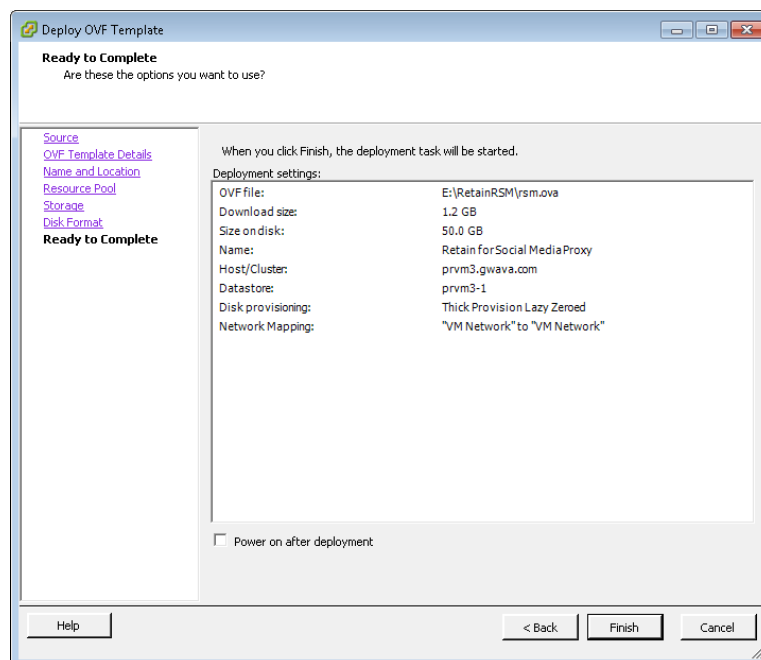 Deploy OVF Template
Ready to Complete
Are these the options you want to use?
Source
OVF Template Details
Name and Location
Resource Pool
Storage
Disk Format
Ready to Complete
When you click Finish, the deployment task will be started.
Deployment settings:
OVF file: E:\RetainRSM\rsm.ova
Download size: 1.2 GB
Size on disk: 50.0 GB
Name: Retain for Social Media Proxy
Host/Cluster: prvm3.gwava.com
Datastore: prvm3-1
Disk provisioning: Thick Provision Lazy Zeroed
Network Mapping: "VM Network" to "VM Network"
Power on after deployment
Help < Back Finish Cancel